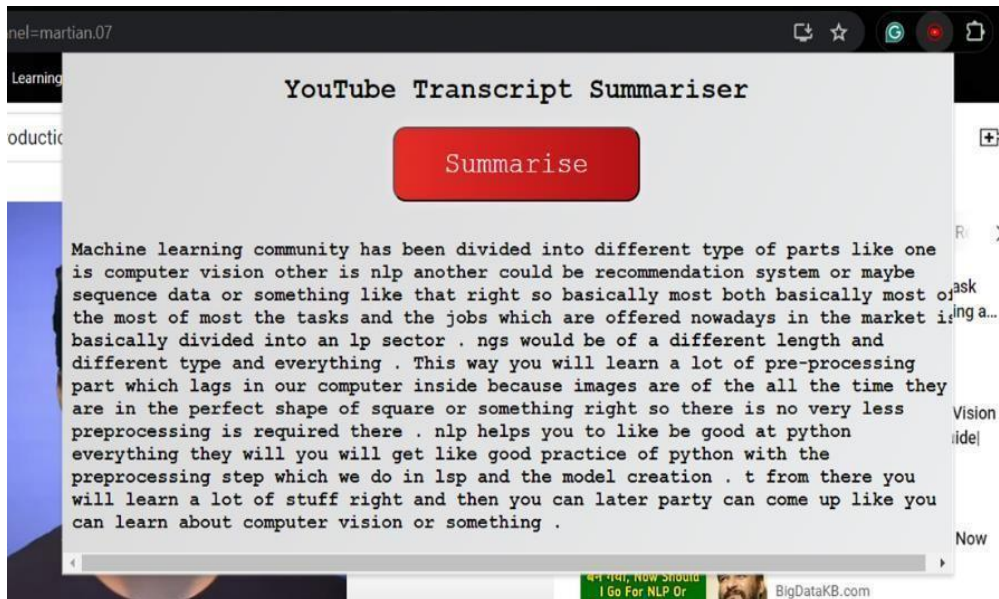 nel=martian.07
Learning
YouTube Transcript Summariser
oductio
Summarise
Machine learning community has been divided into different type of parts like one
is computer vision other is nlp another could be recommendation system or maybe
sequence data or something like that right so basically most both basically most of
the most of most the tasks and the jobs which are offered nowadays in the market is
basically divided into an lp sector . ngs would be of a different length and
different type and everything . This way you will learn a lot of pre-processing
part which lags in our computer inside because images are of the all the time they
are in the perfect shape of square or something right so there is no very less
preprocessing is required there . nlp helps you to like be good at python
everything they will you will get like good practice of python with the
preprocessing step which we do in lsp and the model creation . t from there you
will learn a lot of stuff right and then you can later party can come up like you
can learn about computer vision or something .
ask
ing a...
Vision
uide|
Now
बन गया, Now Should
I Go For NLP Or
BigDataKB.com